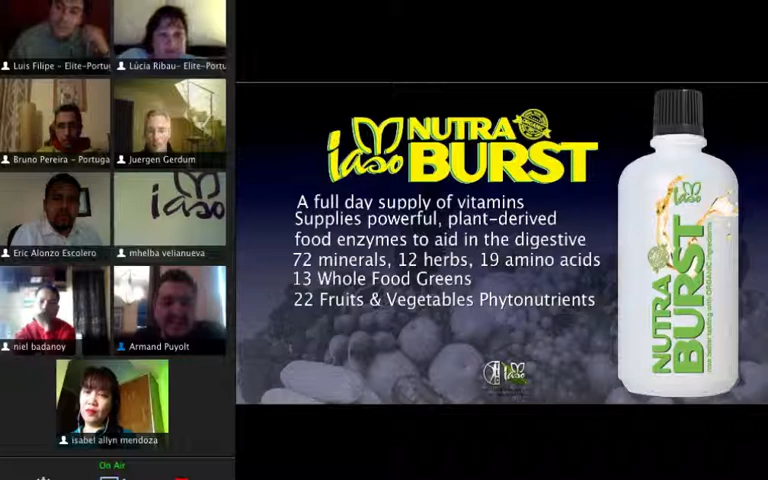 Luis Filipe - Elite-Portug
Lúcia Ribau- Elite-Portu
Bruno Pereira - Portuga
Juergen Gerdum
iaso
Eric Alonzo Escolero
mhelba velianueva
niel badanoy
Armand Puyolt
isabel allyn mendoza
On Air
iaso NUTRA
BURST
A full day supply of vitamins
Supplies powerful, plant-derived
food enzymes to aid in the digestive
72 minerals, 12 herbs, 19 amino acids
13 Whole Food Greens
22 Fruits & Vegetables Phytonutrients
iaso
iaso
NUTRA
BURST